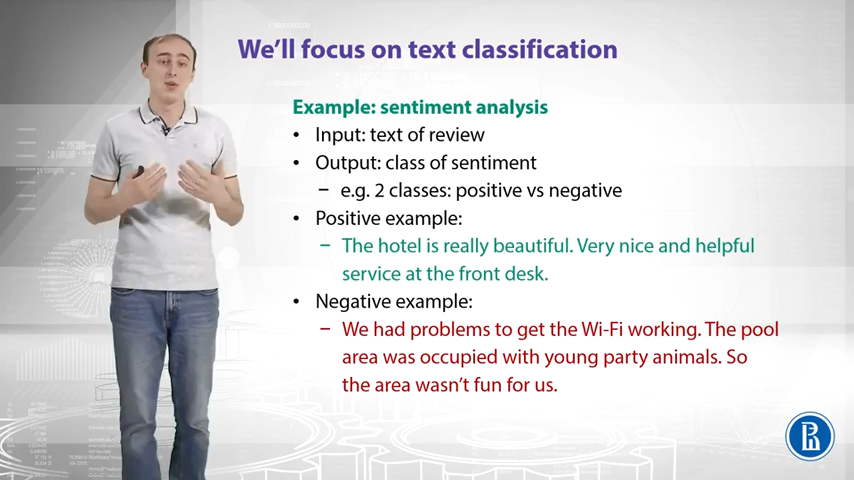 We'll focus on text classification
Example: sentiment analysis
• Input: text of review
• Output: class of sentiment
– e.g. 2 classes: positive vs negative
• Positive example:
– The hotel is really beautiful. Very nice and helpful
service at the front desk.
• Negative example:
– We had problems to get the Wi-Fi working. The pool
area was occupied with young party animals. So
the area wasn't fun for us.